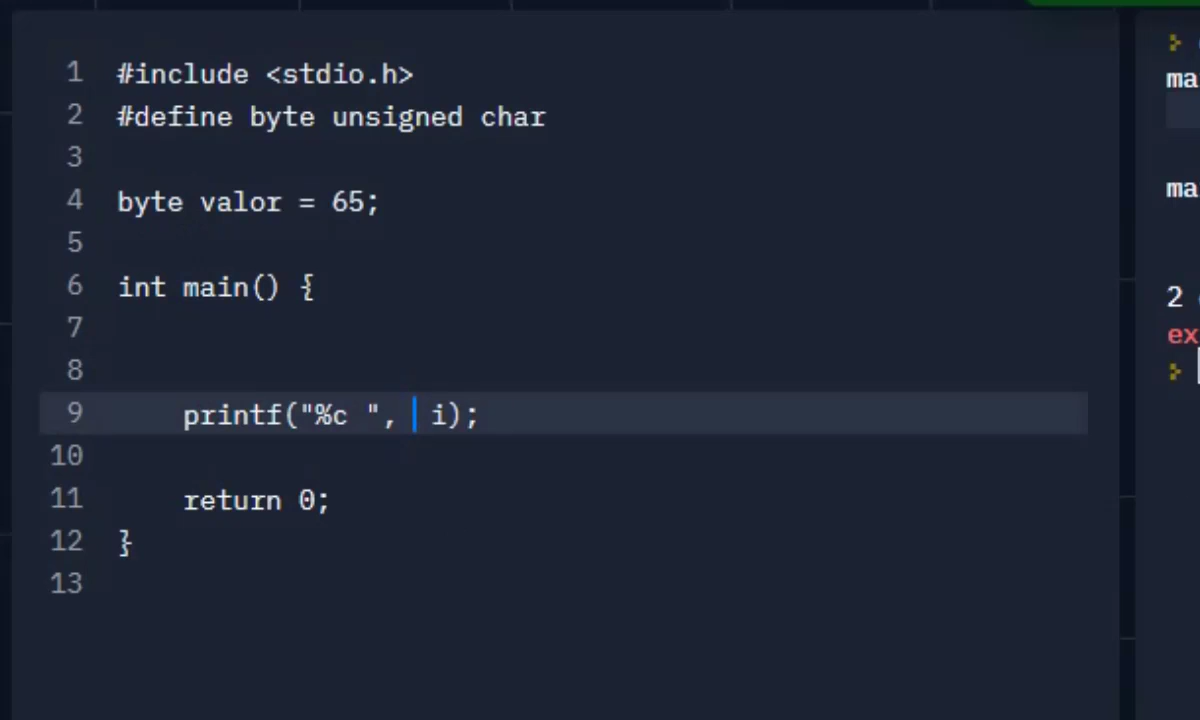 1 #include <stdio.h>
2 #define byte unsigned char
3
4 byte valor = 65;
5
6 int main() {
7
8
9 printf("%c ", i);
10
11 return 0;
12 }
13
ma
ma
2
ex